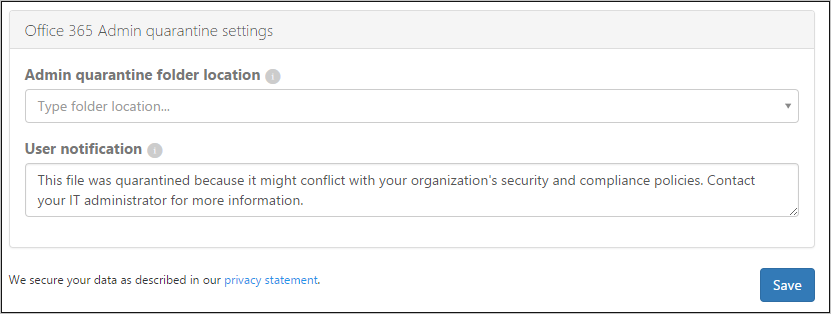 Office 365 Admin quarantine settings
Admin quarantine folder location i
Type folder location...
User notification i
This file was quarantined because it might conflict with your organization's security and compliance policies. Contact
your IT administrator for more information.
We secure your data as described in our privacy statement.
Save